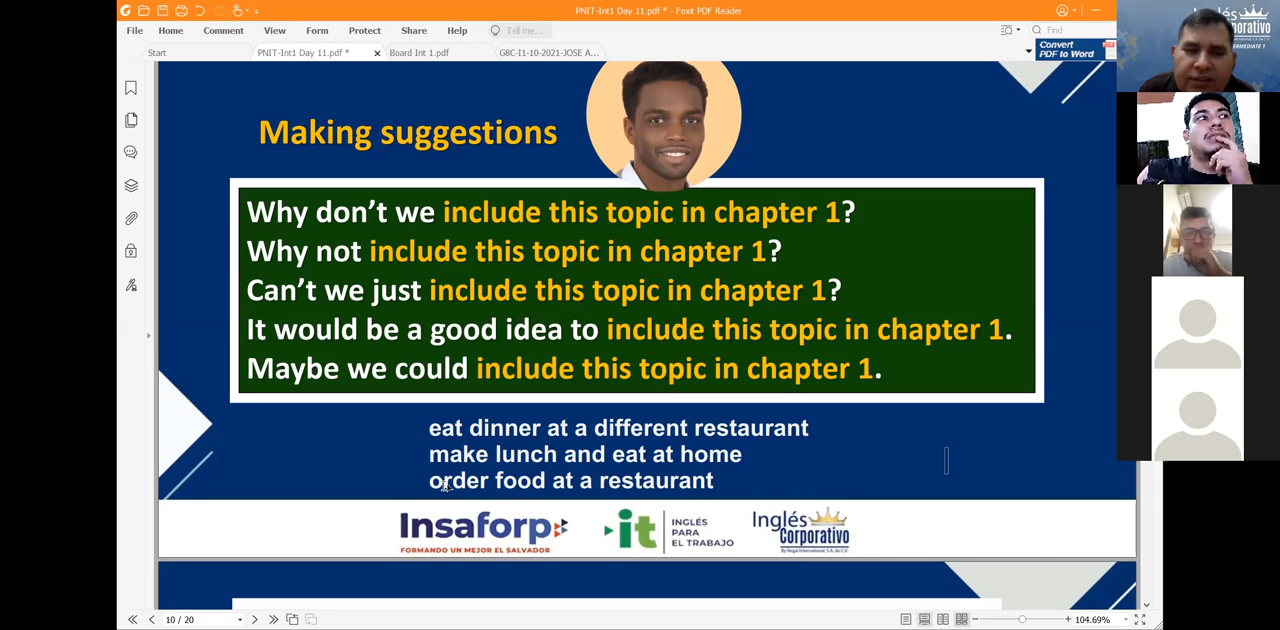 PNIT-Int1 Day 11.pdf * - Foxit PDF Reader
File Home Comment View Form Protect Share Help Tell me... Find
Start PNIT-Int1 Day 11.pdf * Board Int 1.pdf G8C-I1-10-2021-JOSE A...
Convert
PDF to Word
Making suggestions
Why don't we include this topic in chapter 1?
Why not include this topic in chapter 1?
Can't we just include this topic in chapter 1?
It would be a good idea to include this topic in chapter 1.
Maybe we could include this topic in chapter 1.
eat dinner at a different restaurant
make lunch and eat at home
order food at a restaurant
Insaforp
FORMANDO UN MEJOR EL SALVADOR
it
INGLÉS
PARA
EL TRABAJO
Inglés
Corporativo
By Regal International, S.A. de C.V.
10 / 20
104.69%